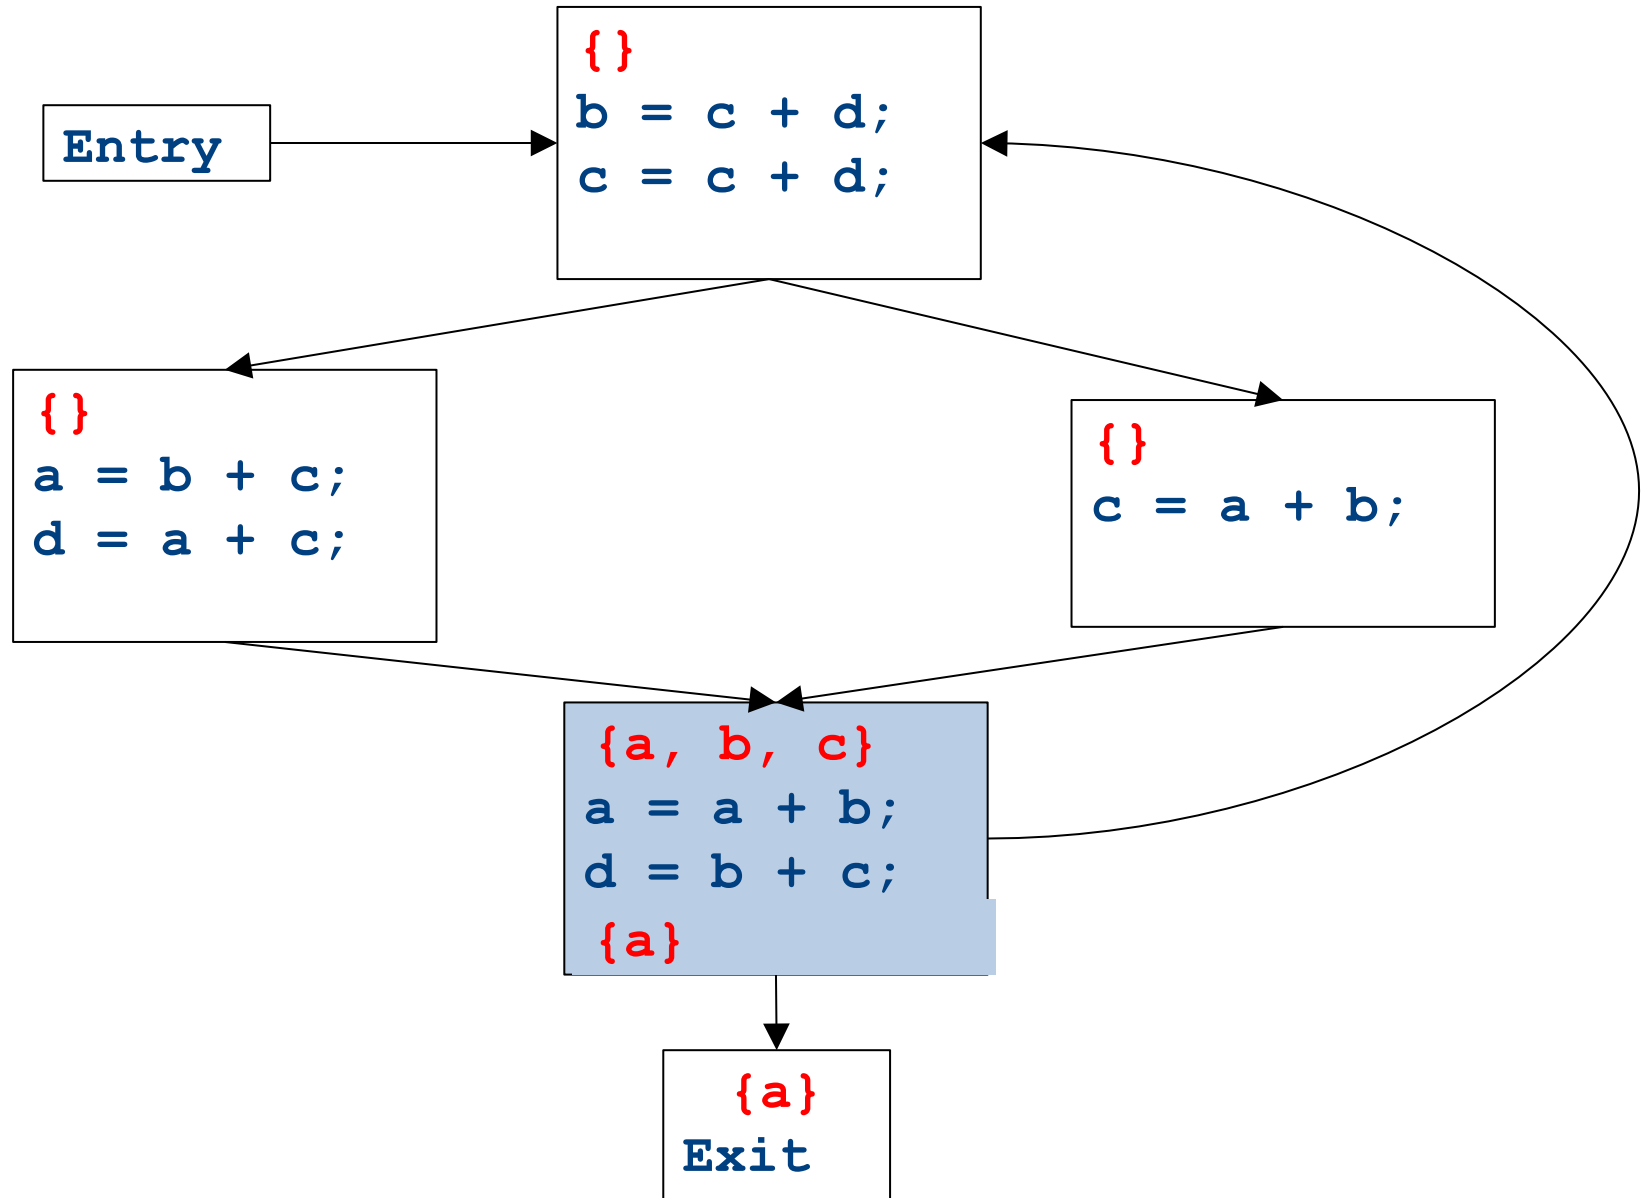 {}
b = c + d;
c = c + d;
Entry
{}
a = b + c;
d = a + c;
{}
c = a + b;
{a, b, c}
a = a + b;
d = b + c;
{a}
{a}
Exit